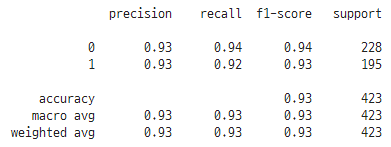 precision recall f1-score support
0 0.93 0.94 0.94 228
1 0.93 0.92 0.93 195
accuracy 0.93 423
macro avg 0.93 0.93 0.93 423
weighted avg 0.93 0.93 0.93 423